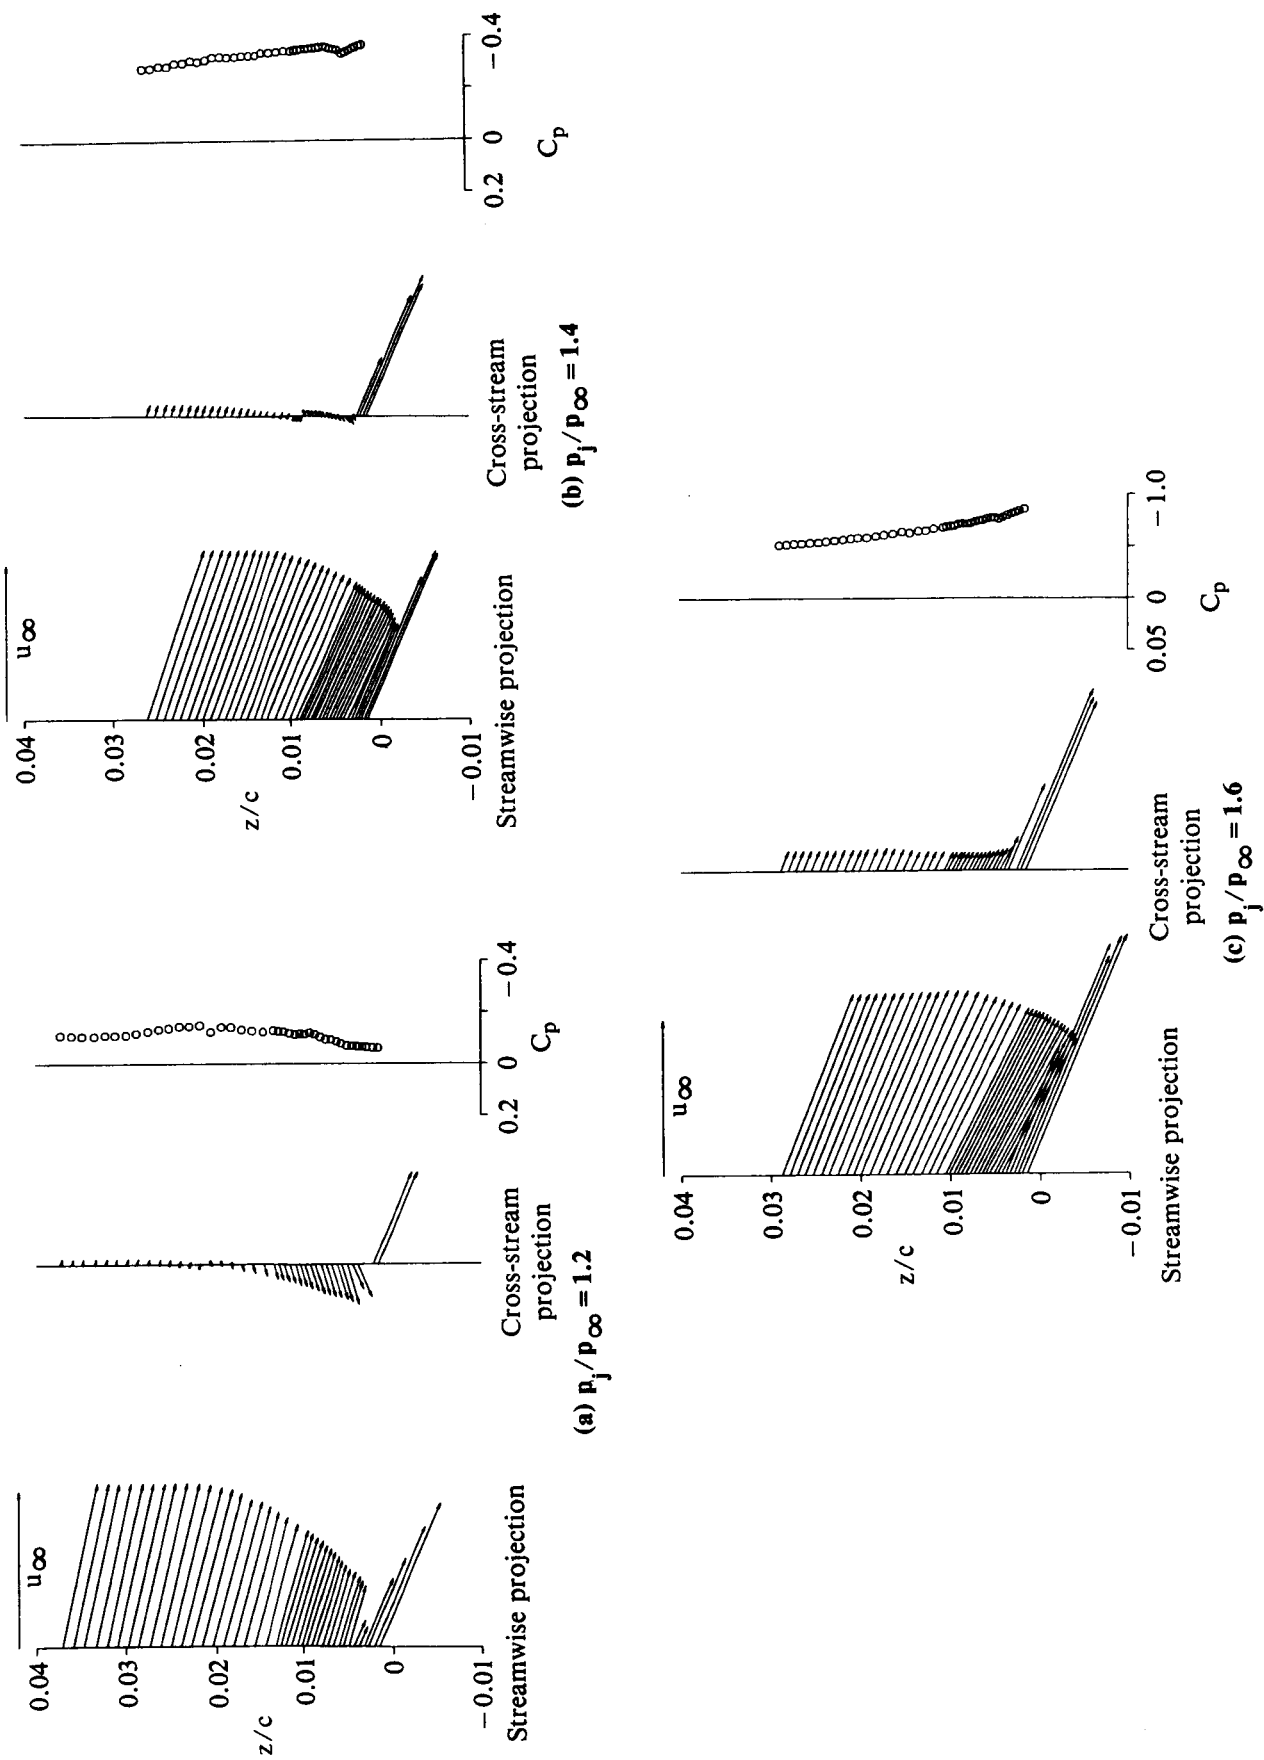 u∞
0.04
0.03
0.02
0.01
0
−0.01
z/c
Streamwise projection
Cross-stream
projection
0.2
0
−0.4
Cp
(a) pj/p∞ = 1.2
u∞
0.04
0.03
0.02
0.01
0
−0.01
z/c
Streamwise projection
Cross-stream
projection
0.2
0
−0.4
Cp
(b) pj/p∞ = 1.4
u∞
0.04
0.03
0.02
0.01
0
−0.01
z/c
Streamwise projection
Cross-stream
projection
0.05
0
−1.0
Cp
(c) pj/p∞ = 1.6